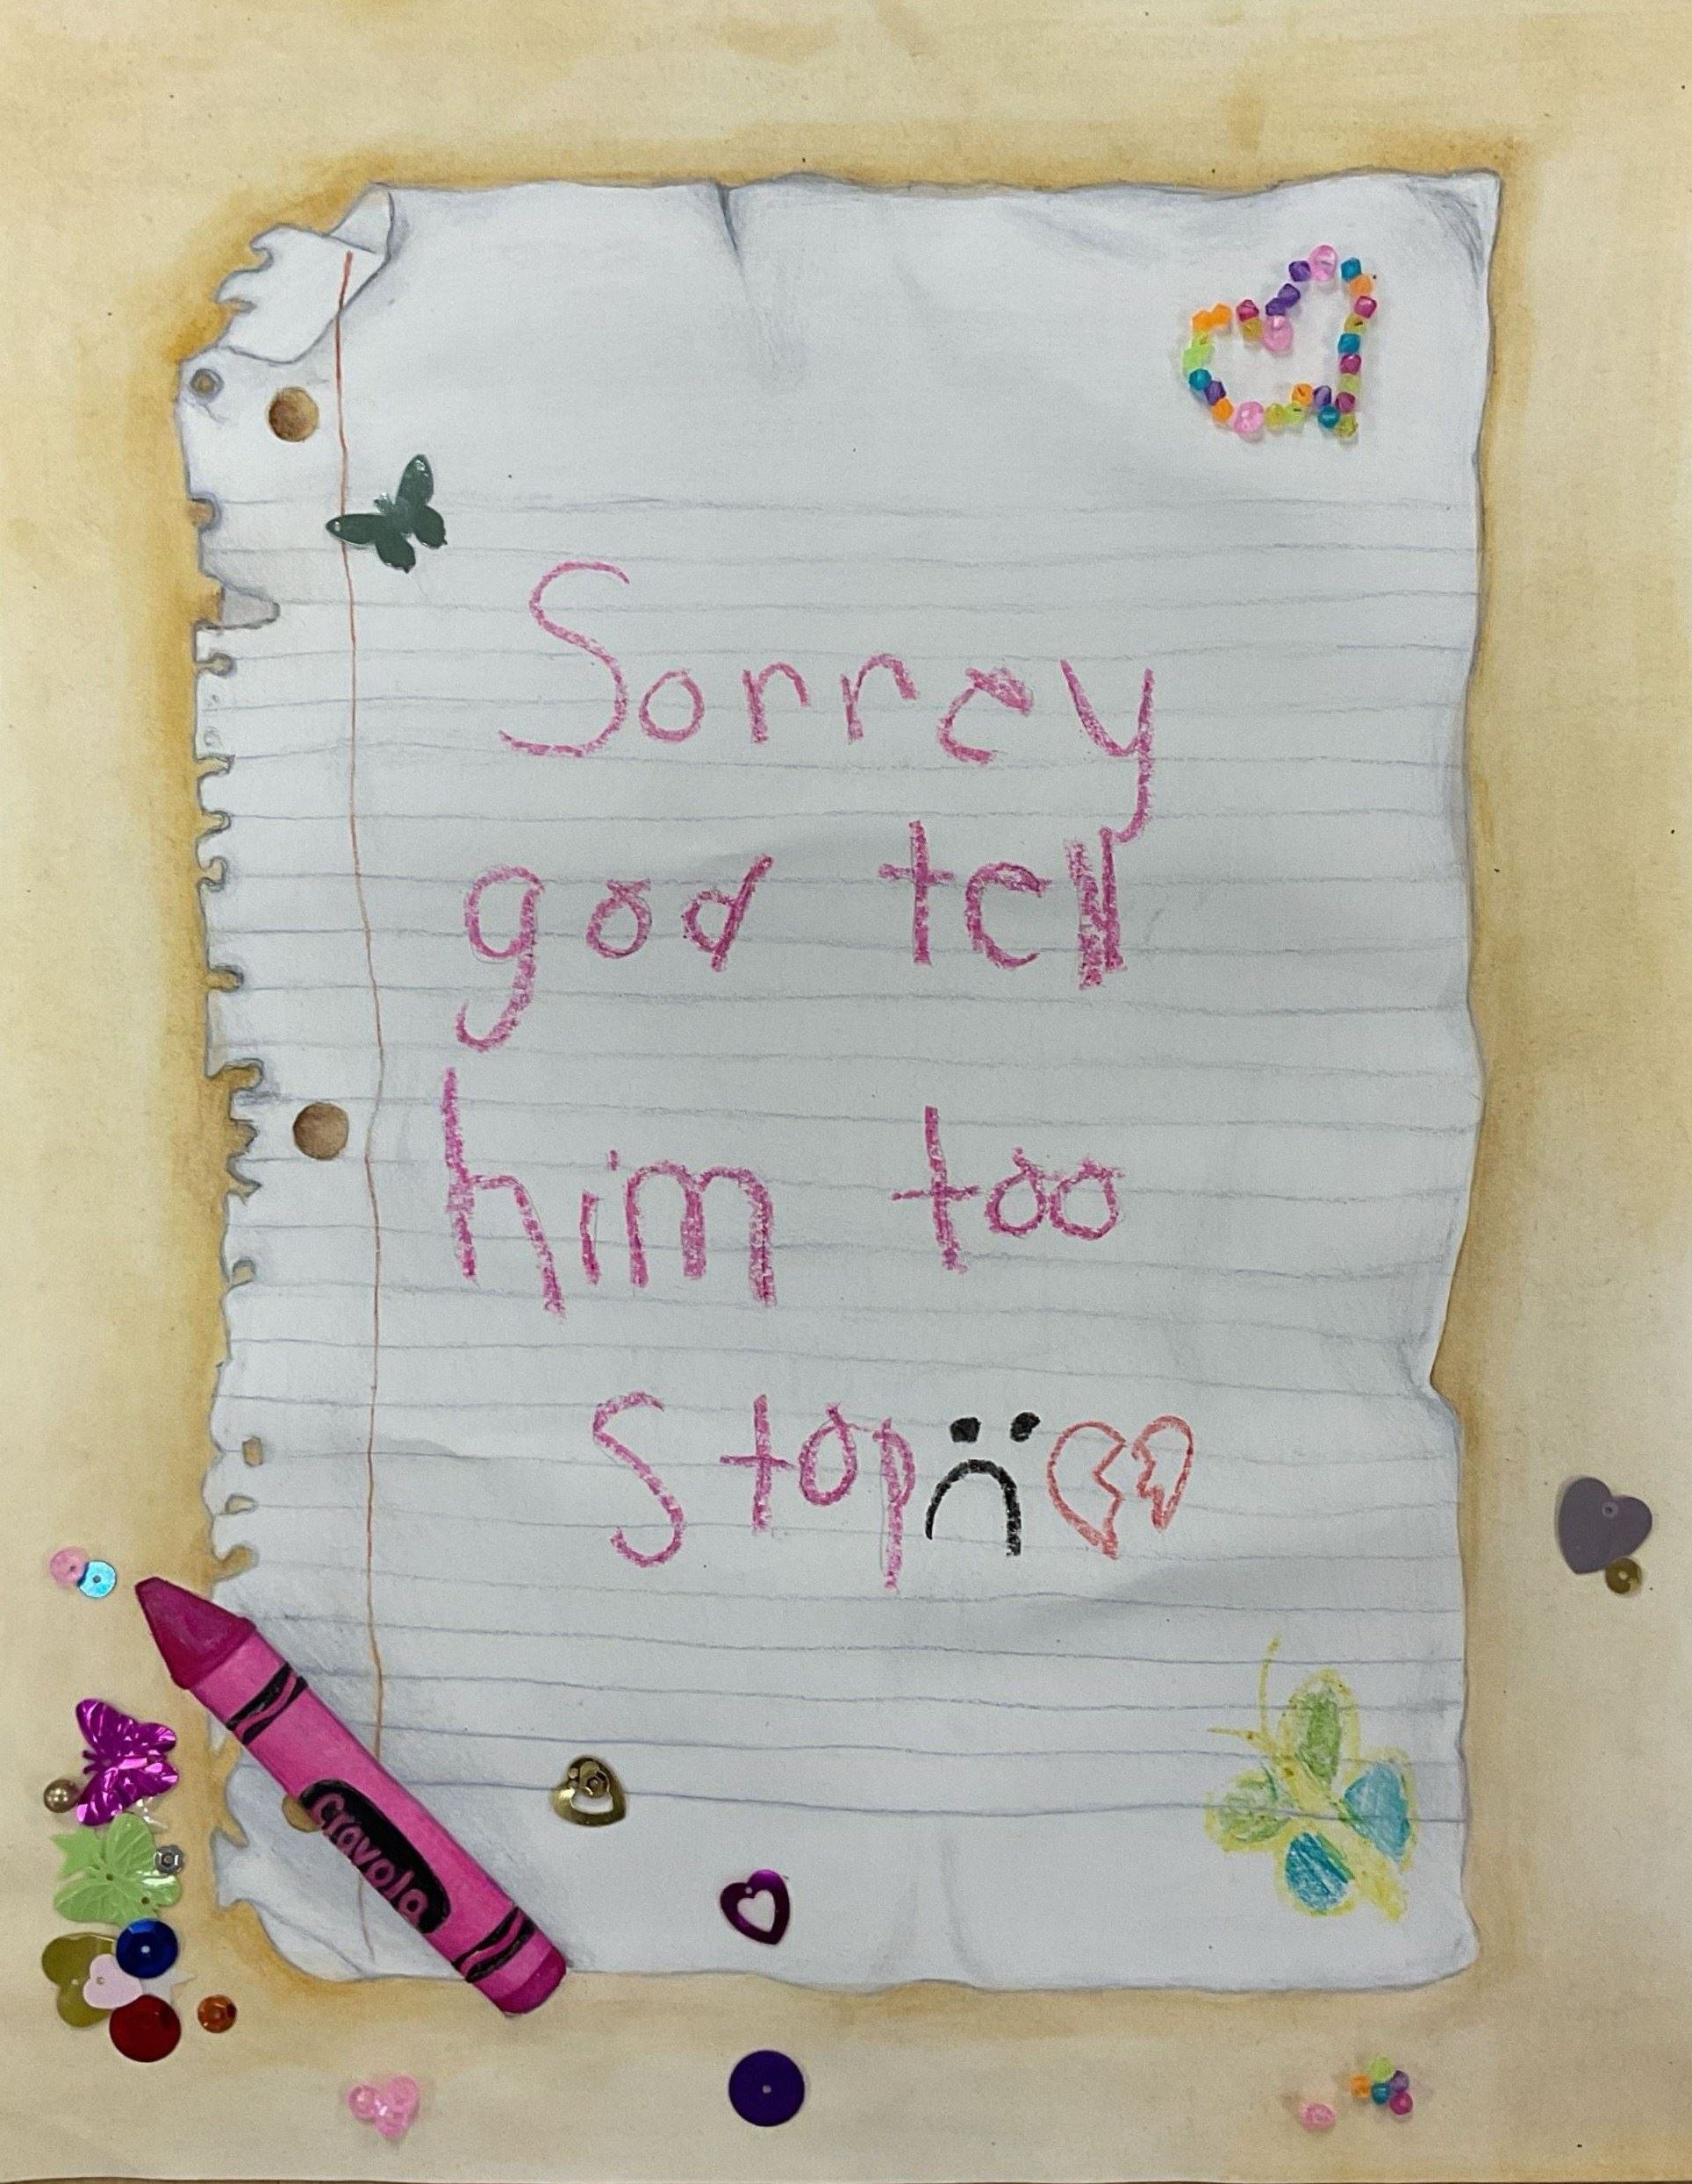 Sorrey
god tell
him too
Stop
Crayola